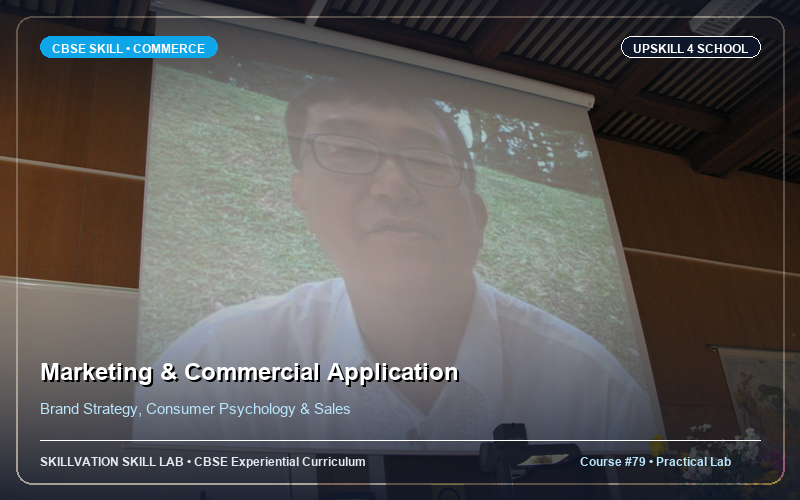 CBSE SKILL • COMMERCE
UPSKILL 4 SCHOOL
Marketing & Commercial Application
Brand Strategy, Consumer Psychology & Sales
SKILLVATION SKILL LAB • CBSE Experiential Curriculum
Course #79 • Practical Lab